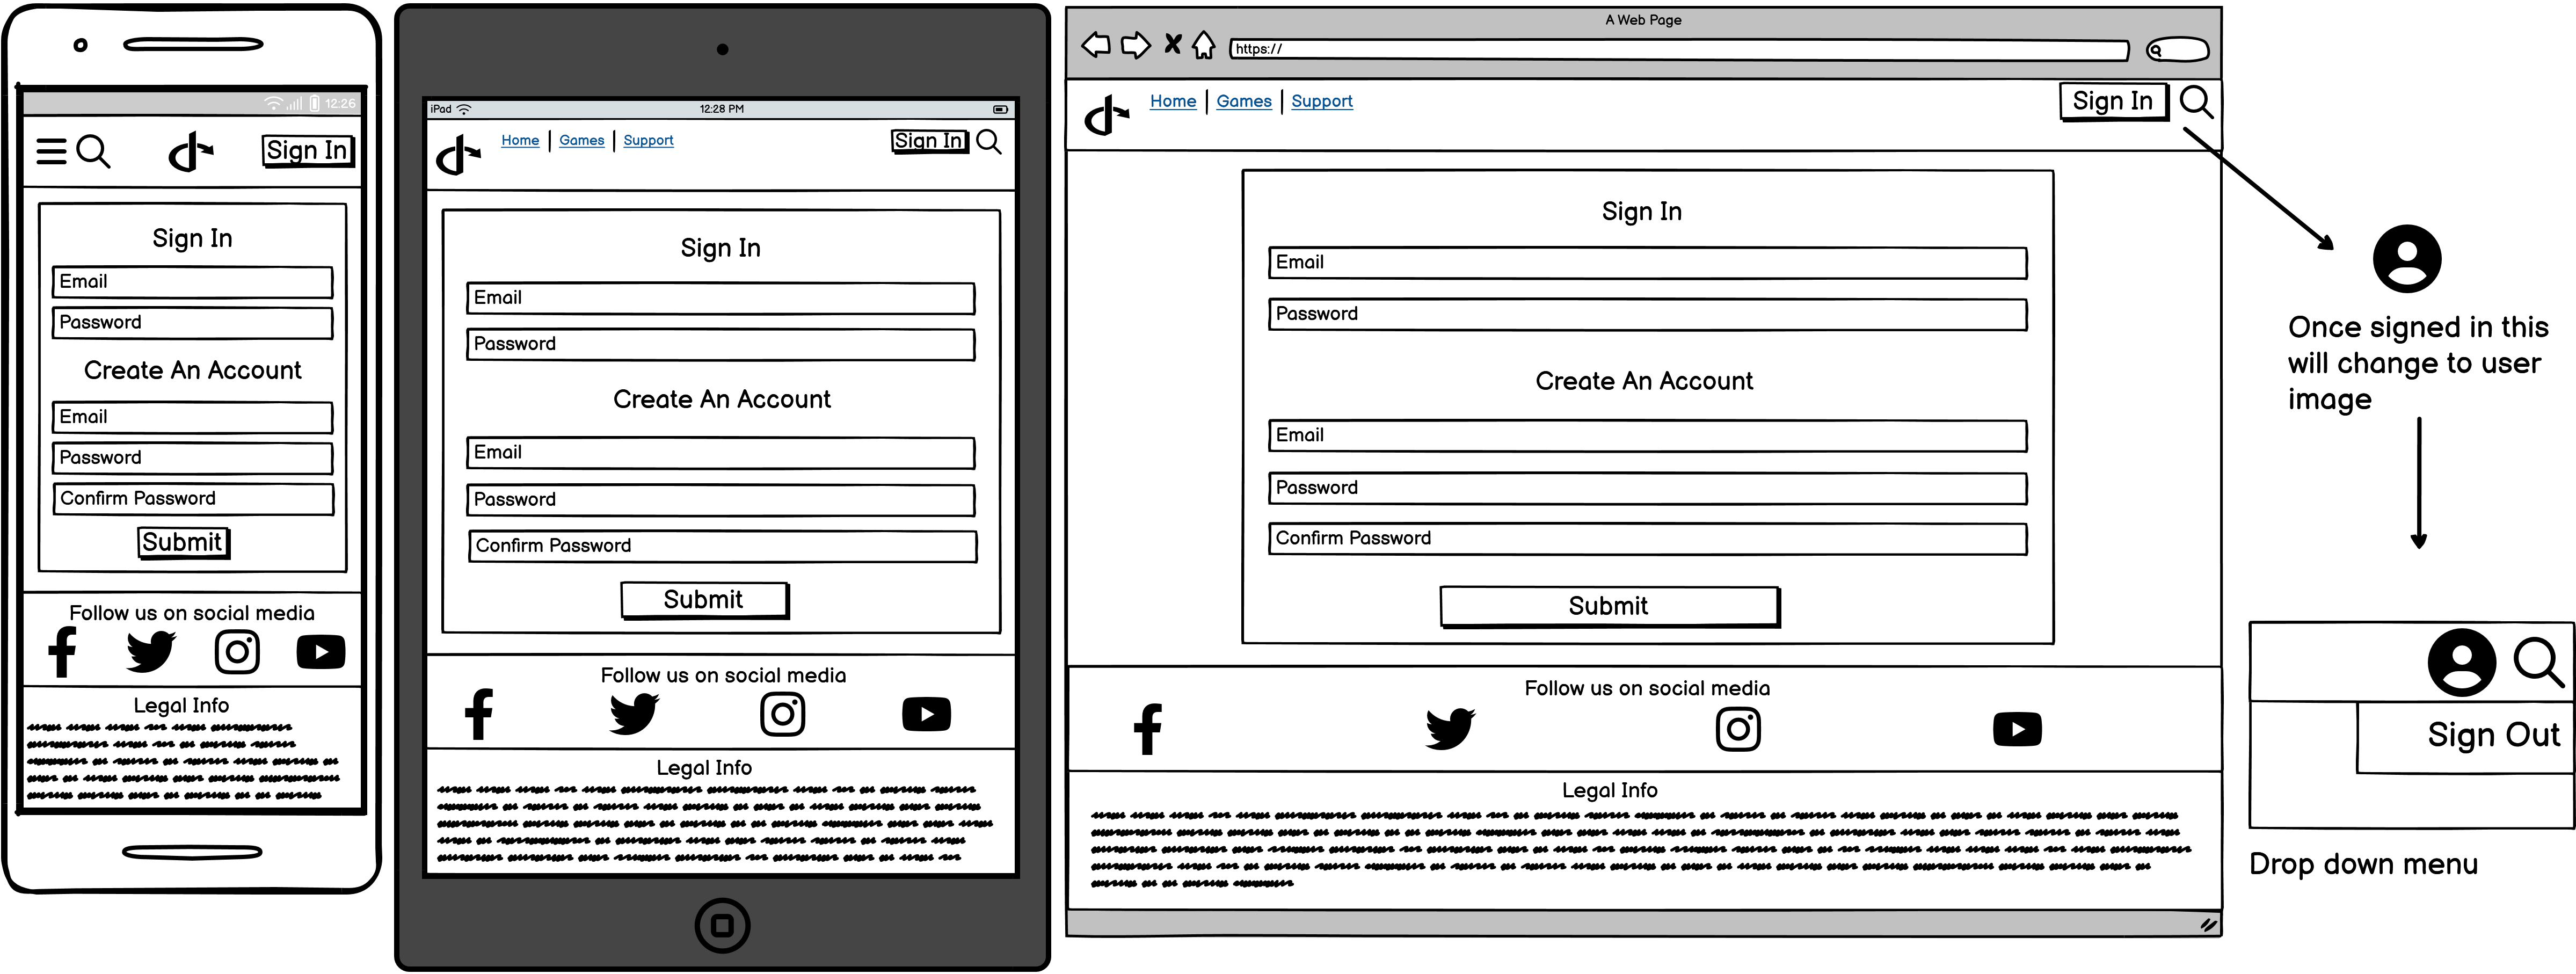 12:26
Sign In
Sign In
Email
Password
Create An Account
Email
Password
Confirm Password
Submit
Follow us on social media
Legal Info
iPad
12:28 PM
Home
Games
Support
Sign In
Sign In
Email
Password
Create An Account
Email
Password
Confirm Password
Submit
Follow us on social media
Legal Info
A Web Page
https://
Home
Games
Support
Sign In
Sign In
Email
Password
Create An Account
Email
Password
Confirm Password
Submit
Follow us on social media
Legal Info
Once signed in this
will change to user
image
Sign Out
Drop down menu